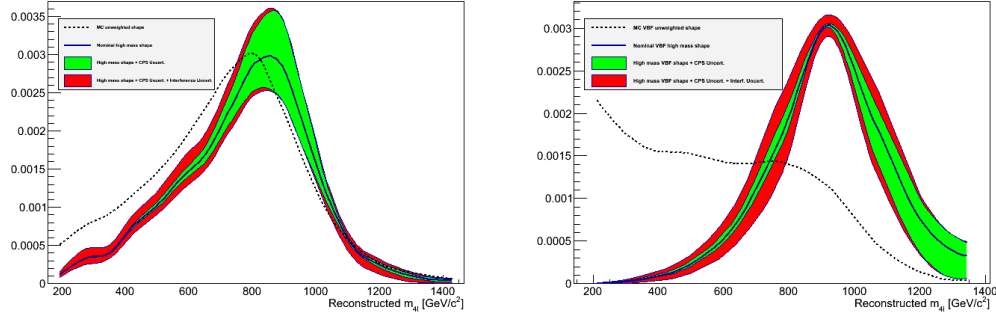 0.0035
0.003
0.0025
0.002
0.0015
0.001
0.0005
0
200 400 600 800 1000 1200 1400
Reconstructed m4l [GeV/c2]
MC unweighted shape
Nominal high mass shape
High mass shape + CPS Uncert.
High mass shape + CPS Uncert. + Interference Uncert.
0.003
0.0025
0.002
0.0015
0.001
0.0005
0
200 400 600 800 1000 1200 1400
Reconstructed m4l [GeV/c2]
MC VBF unweighted shape
Nominal VBF high mass shape
High mass VBF shape + CPS Uncert.
High mass VBF shape + CPS Uncert. + Interf. Uncert.